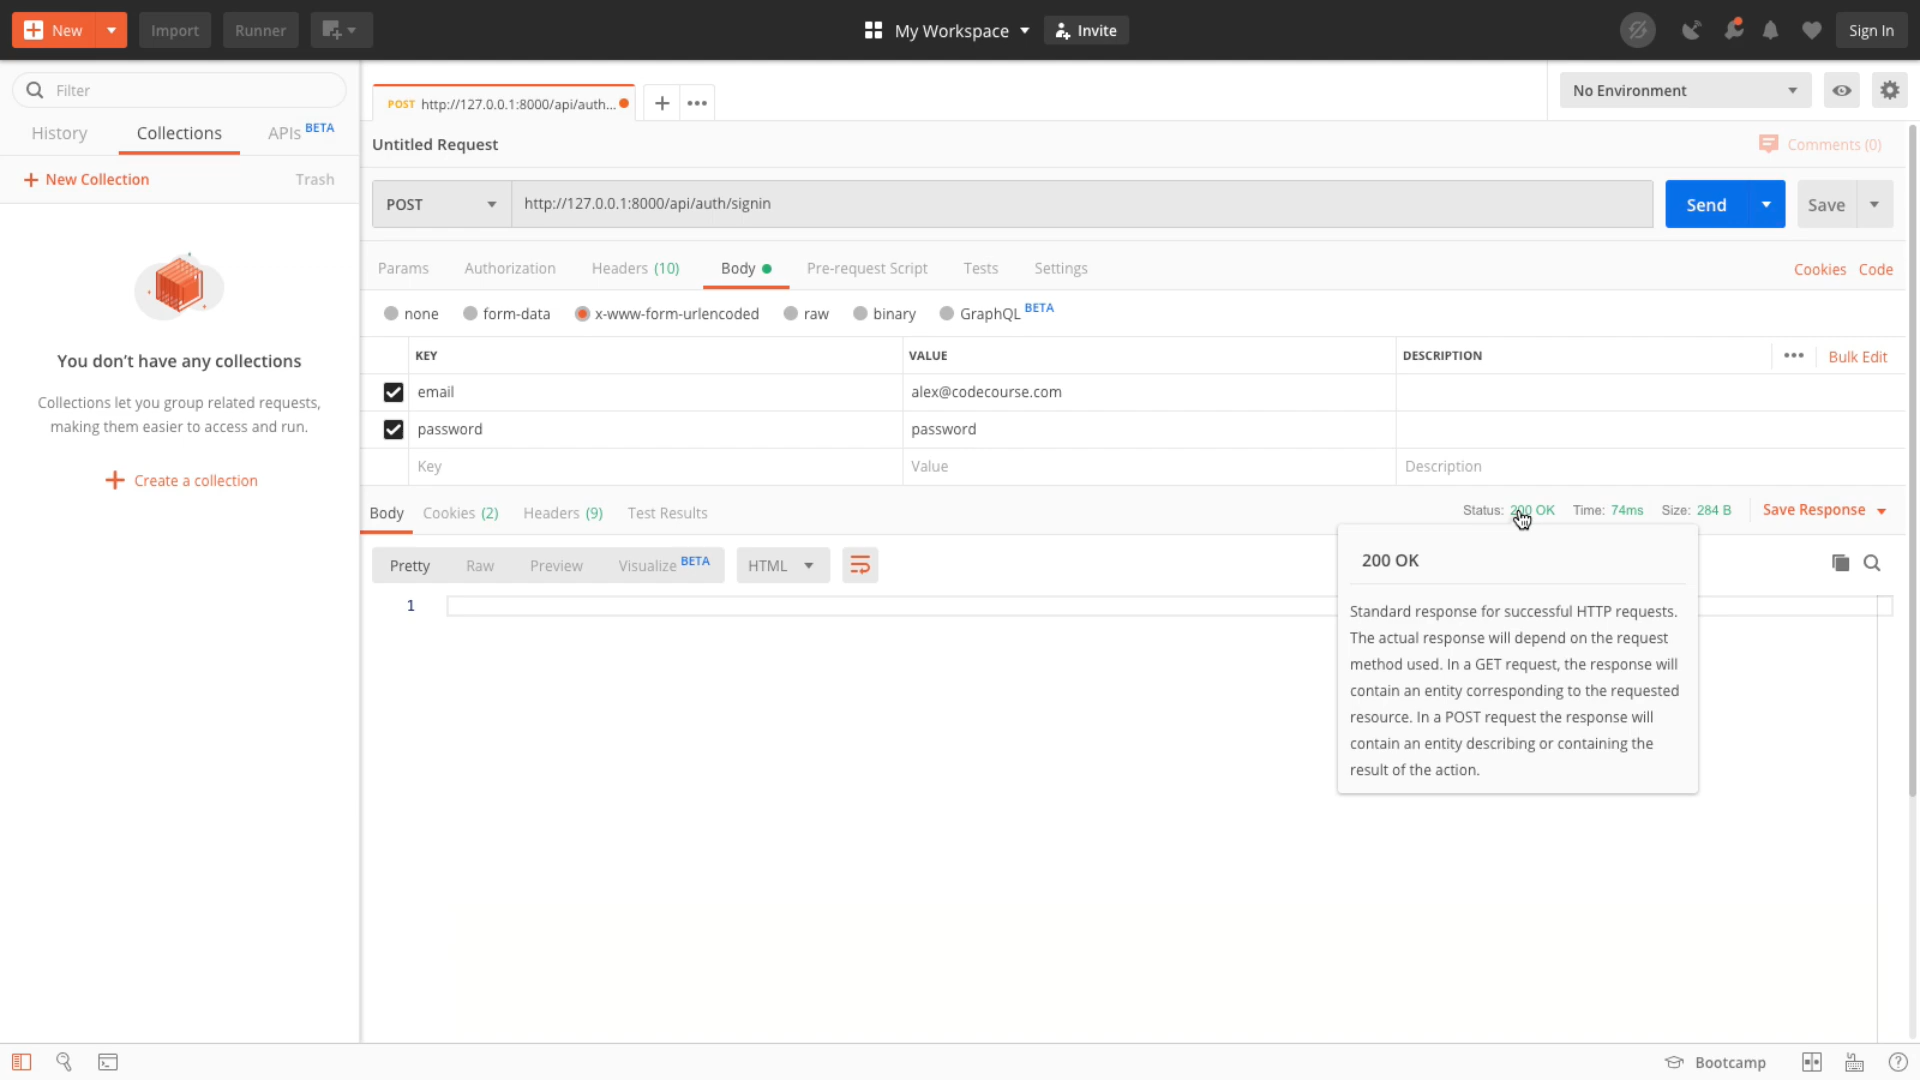 New
Import
Runner
My Workspace
Invite
Sign In
Filter
History
Collections
APIs BETA
New Collection
Trash
You don’t have any collections
Collections let you group related requests,
making them easier to access and run.
Create a collection
POST http://127.0.0.1:8000/api/auth...
No Environment
Untitled Request
Comments (0)
POST
http://127.0.0.1:8000/api/auth/signin
Send
Save
Params
Authorization
Headers (10)
Body
Pre-request Script
Tests
Settings
Cookies
Code
none
form-data
x-www-form-urlencoded
raw
binary
GraphQL BETA
KEY
VALUE
DESCRIPTION
Bulk Edit
email
alex@codecourse.com
password
password
Key
Value
Description
Body
Cookies (2)
Headers (9)
Test Results
Status: 200 OK
Time: 74ms
Size: 284 B
Save Response
Pretty
Raw
Preview
Visualize BETA
HTML
1
200 OK
Standard response for successful HTTP requests.
The actual response will depend on the request
method used. In a GET request, the response will
contain an entity corresponding to the requested
resource. In a POST request the response will
contain an entity describing or containing the
result of the action.
Bootcamp